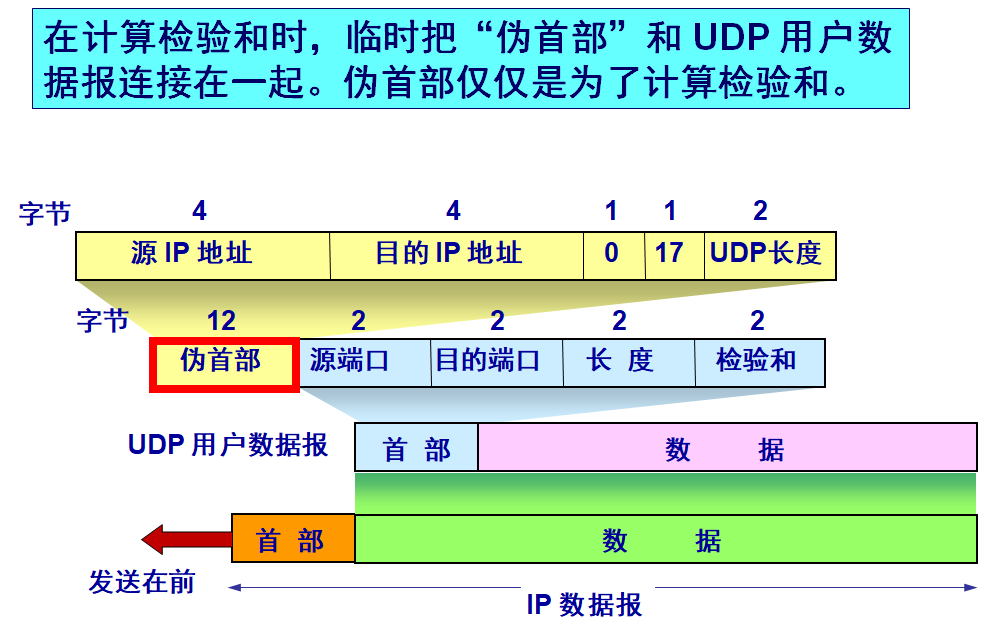 在计算检验和时，临时把“伪首部”和 UDP 用户数
据报连接在一起。伪首部仅仅是为了计算检验和。
字节 4 4 1 1 2
源 IP 地址 目的 IP 地址 0 17 UDP长度
字节 12 2 2 2 2
伪首部 源端口 目的端口 长 度 检验和
UDP 用户数据报 首 部 数 据
首 部 数 据
发送在前
IP 数据报